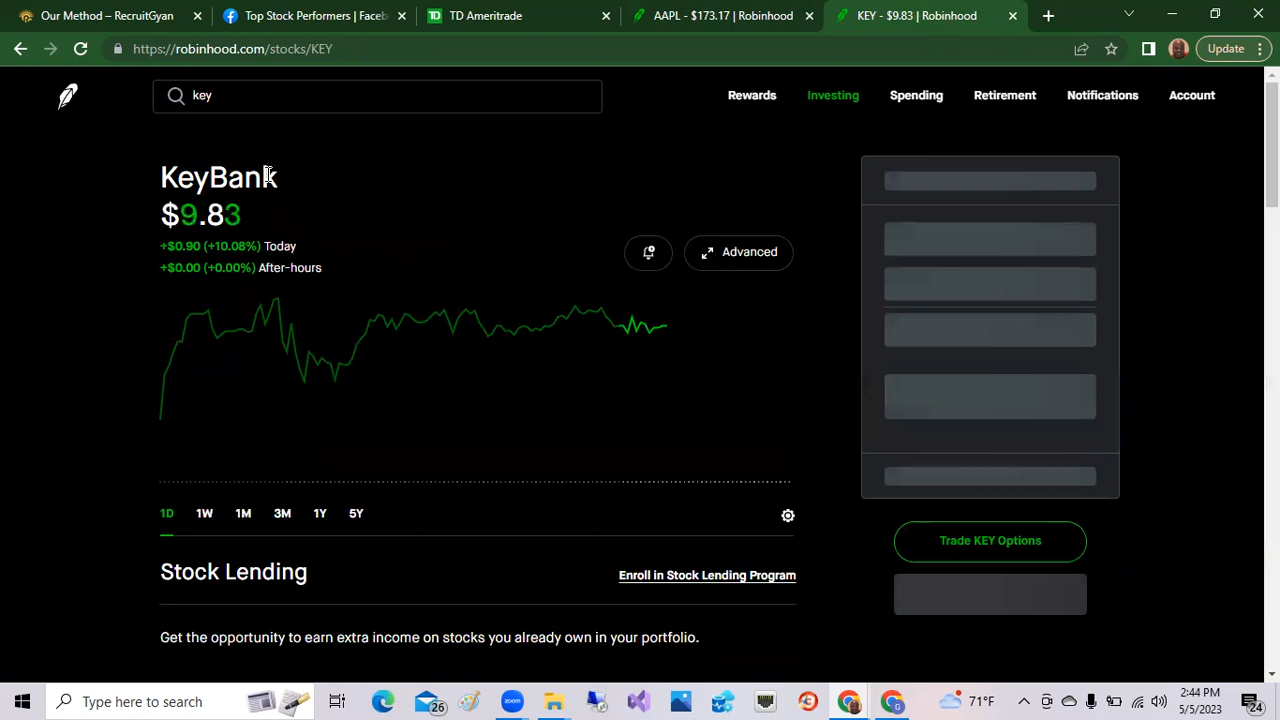 Our Method – RecruitGyan
Top Stock Performers | Faceb
TD Ameritrade
AAPL - $173.17 | Robinhood
KEY - $9.83 | Robinhood
https://robinhood.com/stocks/KEY
Update
key
Rewards
Investing
Spending
Retirement
Notifications
Account
KeyBank
$9.83
+$0.90 (+10.08%) Today
+$0.00 (+0.00%) After-hours
Advanced
1D 1W 1M 3M 1Y 5Y
Stock Lending
Enroll in Stock Lending Program
Trade KEY Options
Get the opportunity to earn extra income on stocks you already own in your portfolio.
Type here to search
26
zoom
71°F
2:44 PM
5/5/2023
24